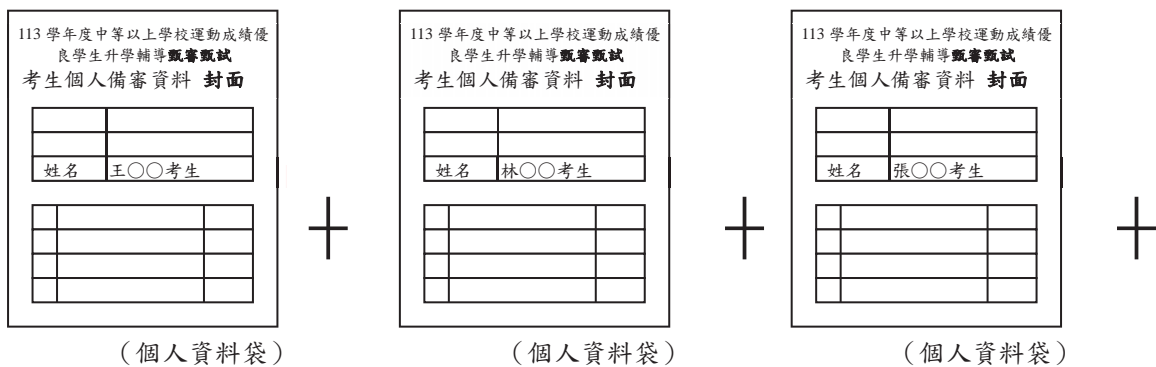 113 學年度中等以上學校運動成績優
良學生升學輔導甄審甄試
考生個人備審資料 封面
姓名 王○○考生
(個人資料袋)
+
113 學年度中等以上學校運動成績優
良學生升學輔導甄審甄試
考生個人備審資料 封面
姓名 林○○考生
(個人資料袋)
+
113 學年度中等以上學校運動成績優
良學生升學輔導甄審甄試
考生個人備審資料 封面
姓名 張○○考生
(個人資料袋)
+